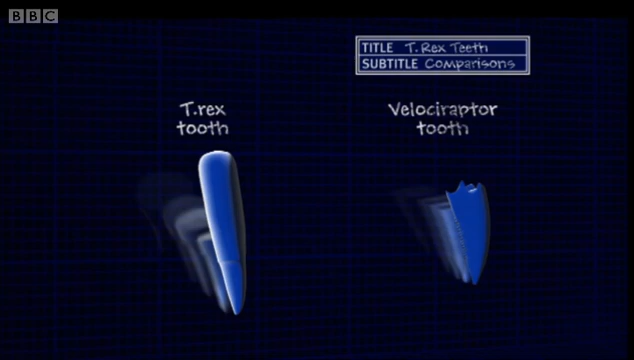 BBC
TITLE T.Rex Teeth
SUBTITLE Comparisons
T.rex
tooth
Velociraptor
tooth